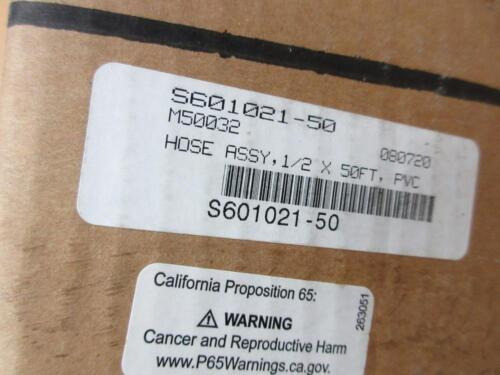 S601021-50
M50032 080720
HOSE ASSY,1/2 X 50FT, PVC
S601021-50
California Proposition 65:
⚠ WARNING
Cancer and Reproductive Harm
www.P65Warnings.ca.gov.
263051